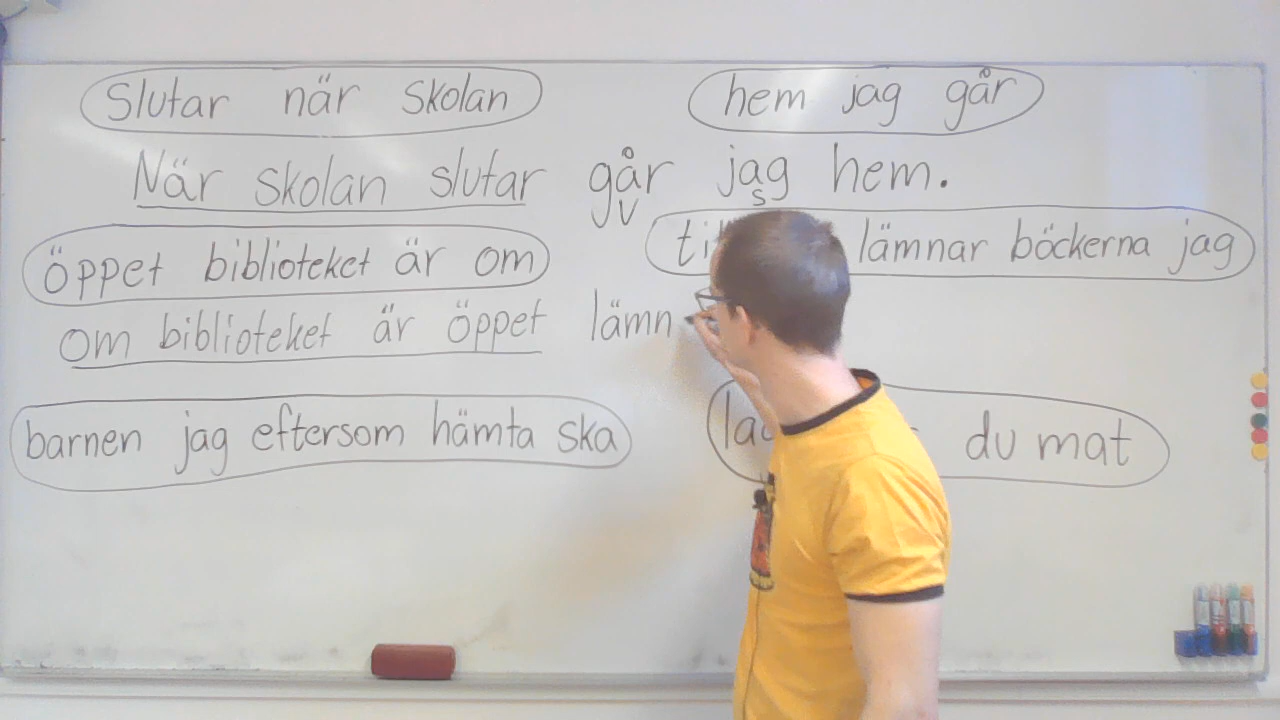 Slutar när skolan hem jag går
När skolan slutar går jag hem.
V S
öppet biblioteket är om lämnar böckerna jag
om biblioteket är öppet lämn
barnen jag eftersom hämta ska du mat